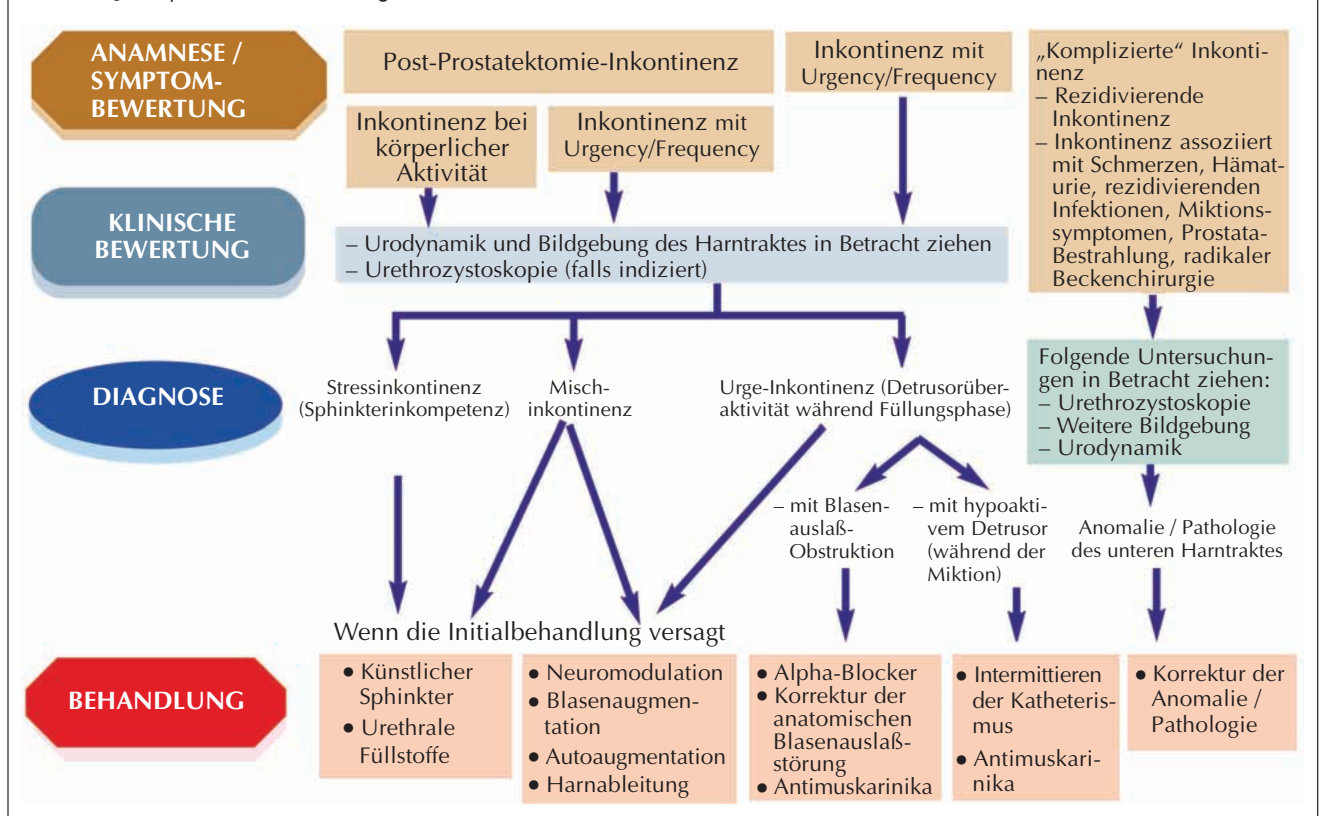 ANAMNESE /
SYMPTOM-
BEWERTUNG
Post-Prostatektomie-Inkontinenz
Inkontinenz mit
Urgency/Frequency
„Komplizierte“ Inkonti-
nenz
– Rezidivierende
Inkontinenz
– Inkontinenz assoziiert
mit Schmerzen, Hämat-
urie, rezidivierenden
Infektionen, Miktions-
symptomen, Prostata-
Bestrahlung, radikaler
Beckenchirurgie
Inkontinenz bei
körperlicher
Aktivität
Inkontinenz mit
Urgency/Frequency
KLINISCHE
BEWERTUNG
– Urodynamik und Bildgebung des Harntraktes in Betracht ziehen
– Urethrozystoskopie (falls indiziert)
DIAGNOSE
Stressinkontinenz
(Sphinkterinkompetenz)
Misch-
inkontinenz
Urge-Inkontinenz (Detrusorüber-
aktivität während Füllungsphase)
Folgende Untersuchun-
gen in Betracht ziehen:
– Urethrozystoskopie
– Weitere Bildgebung
– Urodynamik
– mit Blasen-
auslaß-
Obstruktion
– mit hypoakti-
vem Detrusor
(während der
Miktion)
Anomalie / Pathologie
des unteren Harntraktes
Wenn die Initialbehandlung versagt
BEHANDLUNG
• Künstlicher
Sphinkter
• Urethrale
Füllstoffe
• Neuromodulation
• Blasenaugmen-
tation
• Autoaugmentation
• Harnableitung
• Alpha-Blocker
• Korrektur der
anatomischen
Blasenauslaß-
störung
• Antimuskarinika
• Intermittieren
der Katheteris-
mus
• Antimuskari-
nika
• Korrektur der
Anomalie /
Pathologie